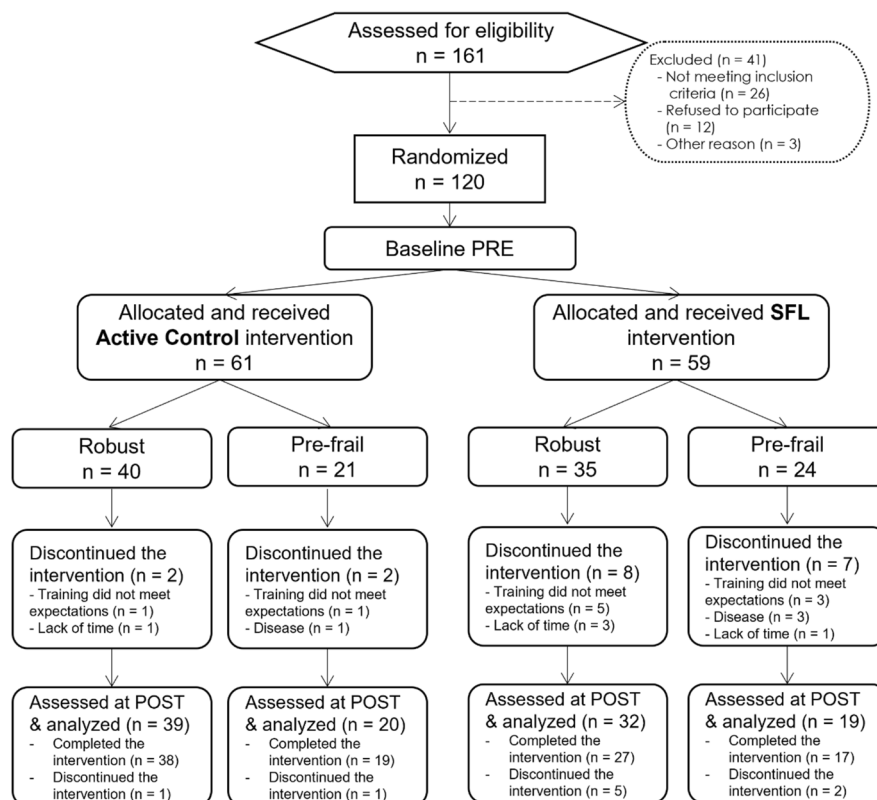 Assessed for eligibility
n = 161
Excluded (n = 41)
- Not meeting inclusion
criteria (n = 26)
- Refused to participate
(n = 12)
- Other reason (n = 3)
Randomized
n = 120
Baseline PRE
Allocated and received
Active Control intervention
n = 61
Allocated and received SFL
intervention
n = 59
Robust
n = 40
Pre-frail
n = 21
Robust
n = 35
Pre-frail
n = 24
Discontinued the
intervention (n = 2)
- Training did not meet
expectations (n = 1)
- Lack of time (n = 1)
Discontinued the
intervention (n = 2)
- Training did not meet
expectations (n = 1)
- Disease (n = 1)
Discontinued the
intervention (n = 8)
- Training did not meet
expectations (n = 5)
- Lack of time (n = 3)
Discontinued the
intervention (n = 7)
- Training did not meet
expectations (n = 3)
- Disease (n = 3)
- Lack of time (n = 1)
Assessed at POST
& analyzed (n = 39)
- Completed the
intervention (n = 38)
- Discontinued the
intervention (n = 1)
Assessed at POST
& analyzed (n = 20)
- Completed the
intervention (n = 19)
- Discontinued the
intervention (n = 1)
Assessed at POST
& analyzed (n = 32)
- Completed the
intervention (n = 27)
- Discontinued the
intervention (n = 5)
Assessed at POST
& analyzed (n = 19)
- Completed the
intervention (n = 17)
- Discontinued the
intervention (n = 2)